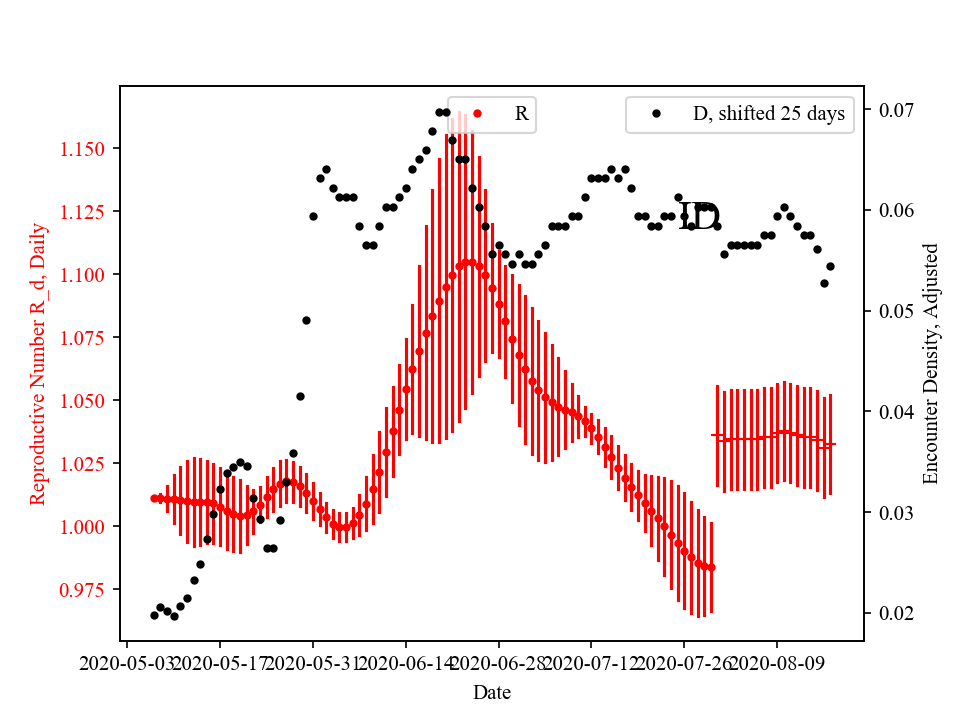 R
D, shifted 25 days
ID
1.150
1.125
1.100
1.075
1.050
1.025
1.000
0.975
Reproductive Number R_d, Daily
0.07
0.06
0.05
0.04
0.03
0.02
Encounter Density, Adjusted
2020-05-03 2020-05-17 2020-05-31 2020-06-14 2020-06-28 2020-07-12 2020-07-26 2020-08-09
Date